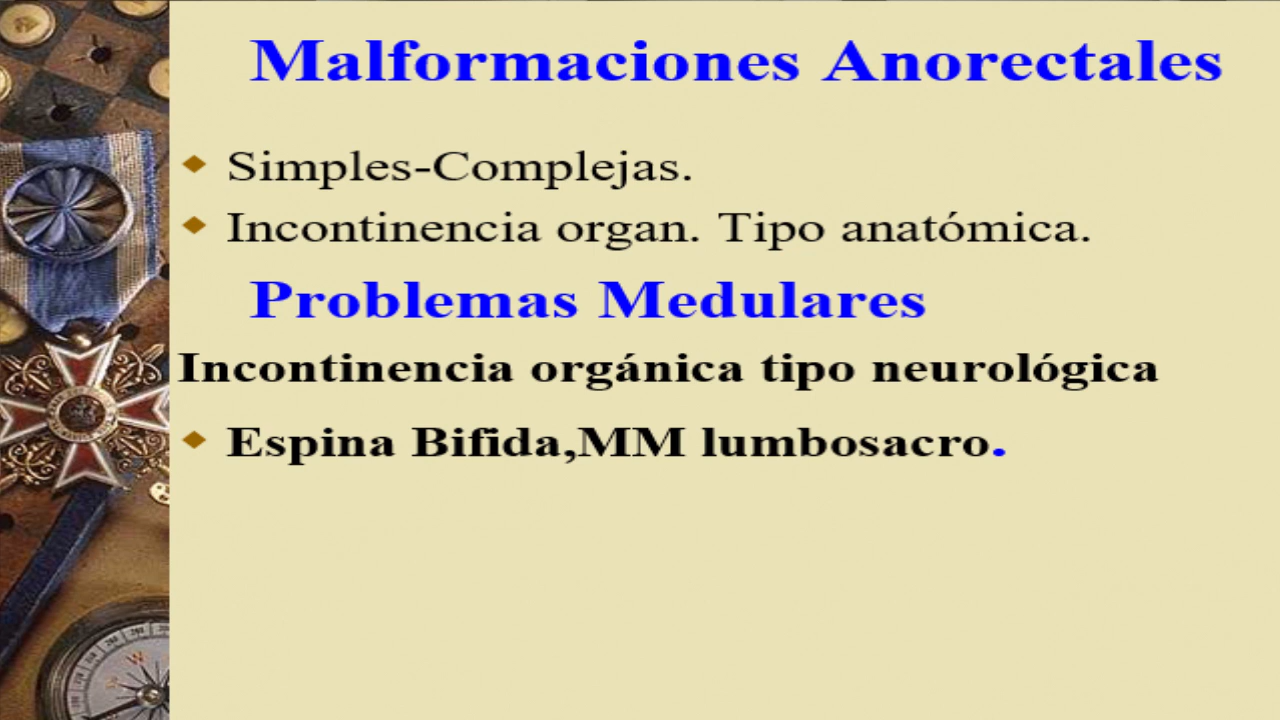 Malformaciones Anorectales
Simples-Complejas.
Incontinencia organ. Tipo anatómica.
Problemas Medulares
Incontinencia orgánica tipo neurológica
Espina Bifida,MM lumbosacro.